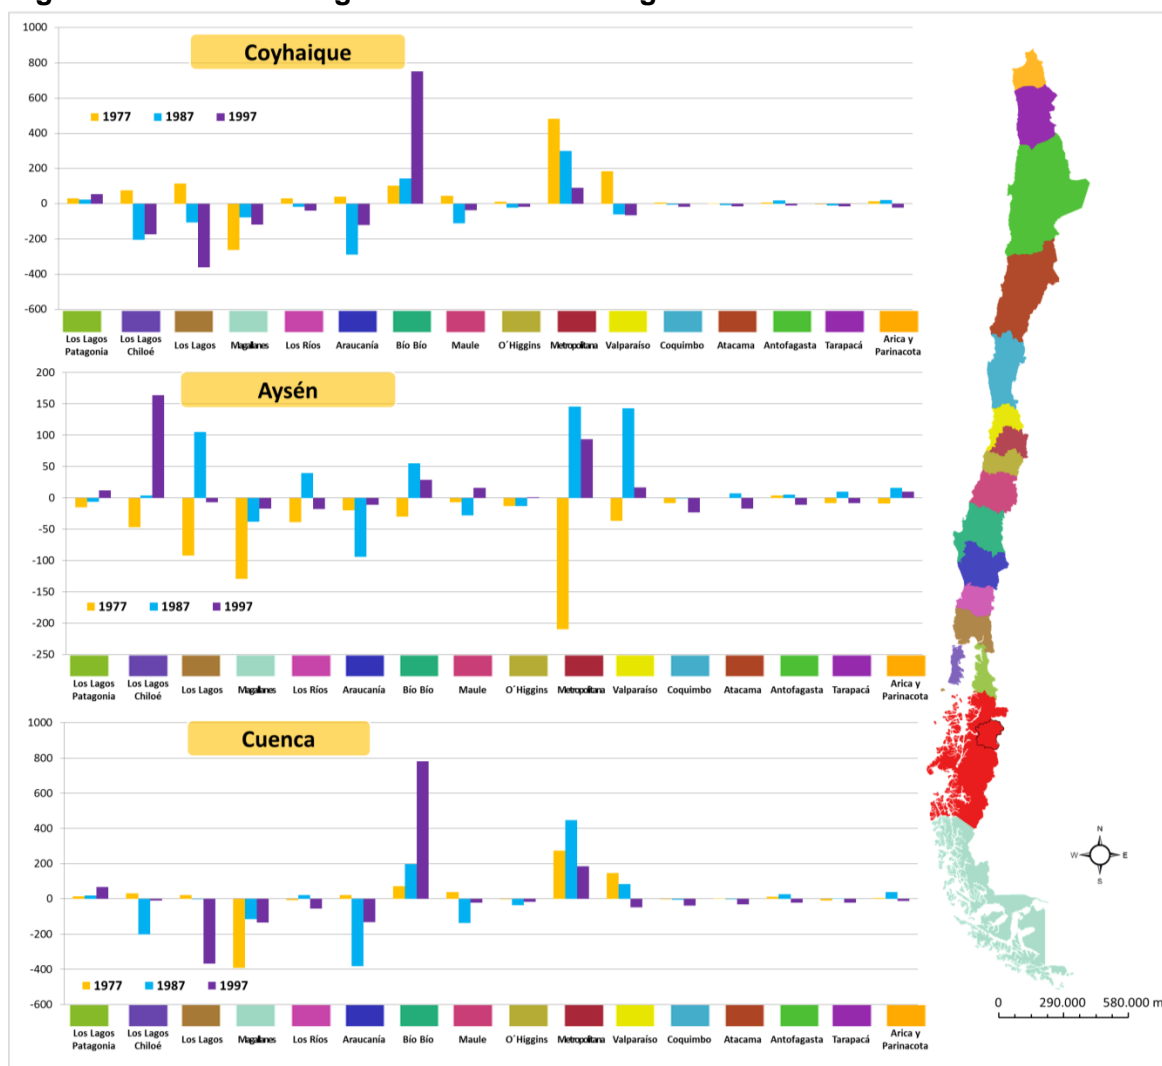 1000
Coyhaique
800
600
1977 1987 1997
400
200
0
-200
-400
-600
Los Lagos Patagonia Los Lagos Chiloé Los Lagos Magallanes Los Ríos Araucanía Bío Bío Maule O´Higgins Metropolitana Valparaíso Coquimbo Atacama Antofagasta Tarapacá Arica y Parinacota
200
Aysén
150
100
50
0
-50
-100
-150
1977 1987 1997
-200
-250
Los Lagos Patagonia Los Lagos Chiloé Los Lagos Magallanes Los Ríos Araucanía Bío Bío Maule O´Higgins Metropolitana Valparaíso Coquimbo Atacama Antofagasta Tarapacá Arica y Parinacota
1000
Cuenca
800
600
400
200
0
-200
-400
1977 1987 1997
-600
Los Lagos Patagonia Los Lagos Chiloé Los Lagos Magallanes Los Ríos Araucanía Bío Bío Maule O´Higgins Metropolitana Valparaíso Coquimbo Atacama Antofagasta Tarapacá Arica y Parinacota
N
W E
S
0 290.000 580.000 m